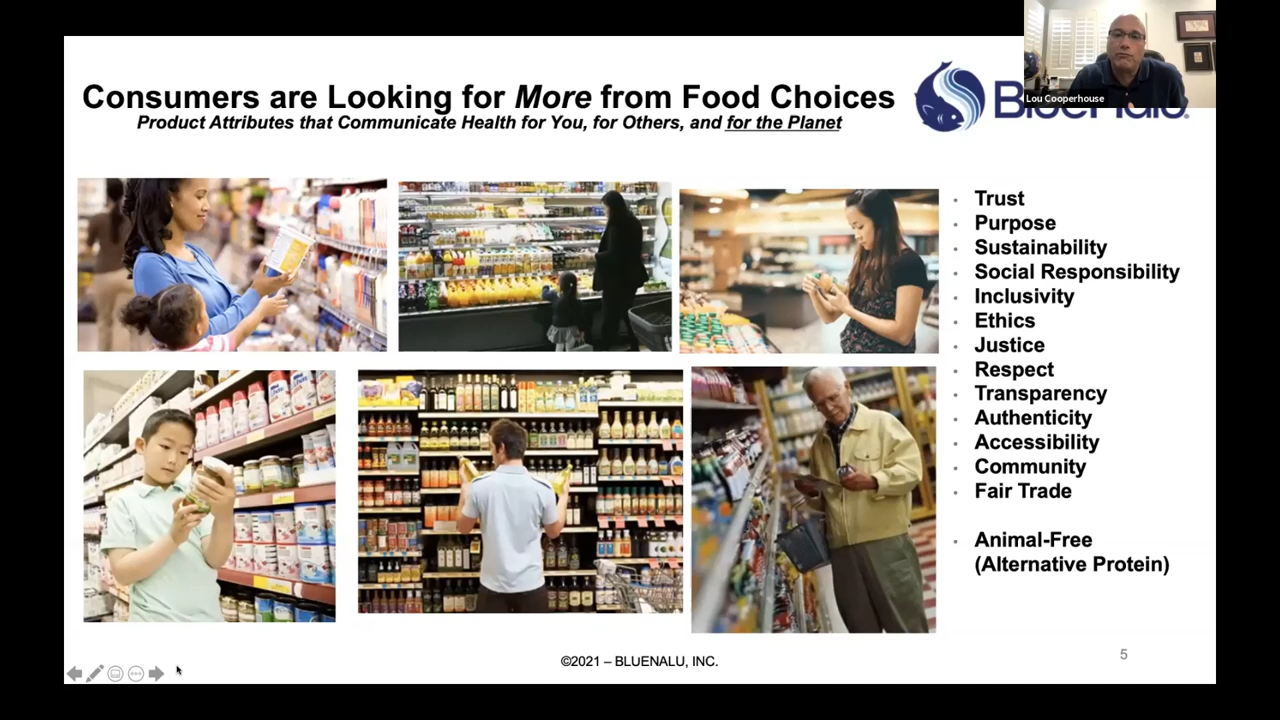 Consumers are Looking for More from Food Choices
Product Attributes that Communicate Health for You, for Others, and for the Planet
Lou Cooperhouse
BlueNalu
Trust
Purpose
Sustainability
Social Responsibility
Inclusivity
Ethics
Justice
Respect
Transparency
Authenticity
Accessibility
Community
Fair Trade
Animal-Free
(Alternative Protein)
©2021 – BLUENALU, INC.
5